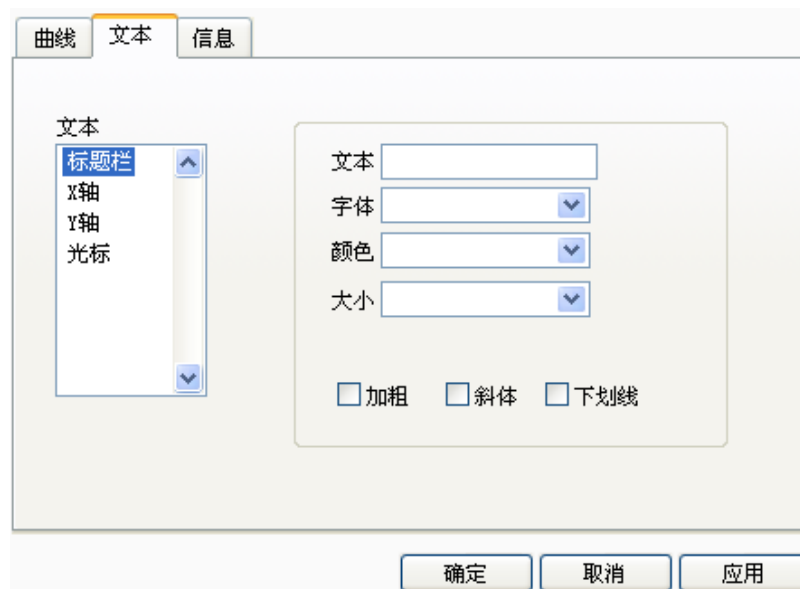 曲线 文本 信息
文本
标题栏
X轴
Y轴
光标
文本
字体
颜色
大小
加粗 斜体 下划线
确定 取消 应用